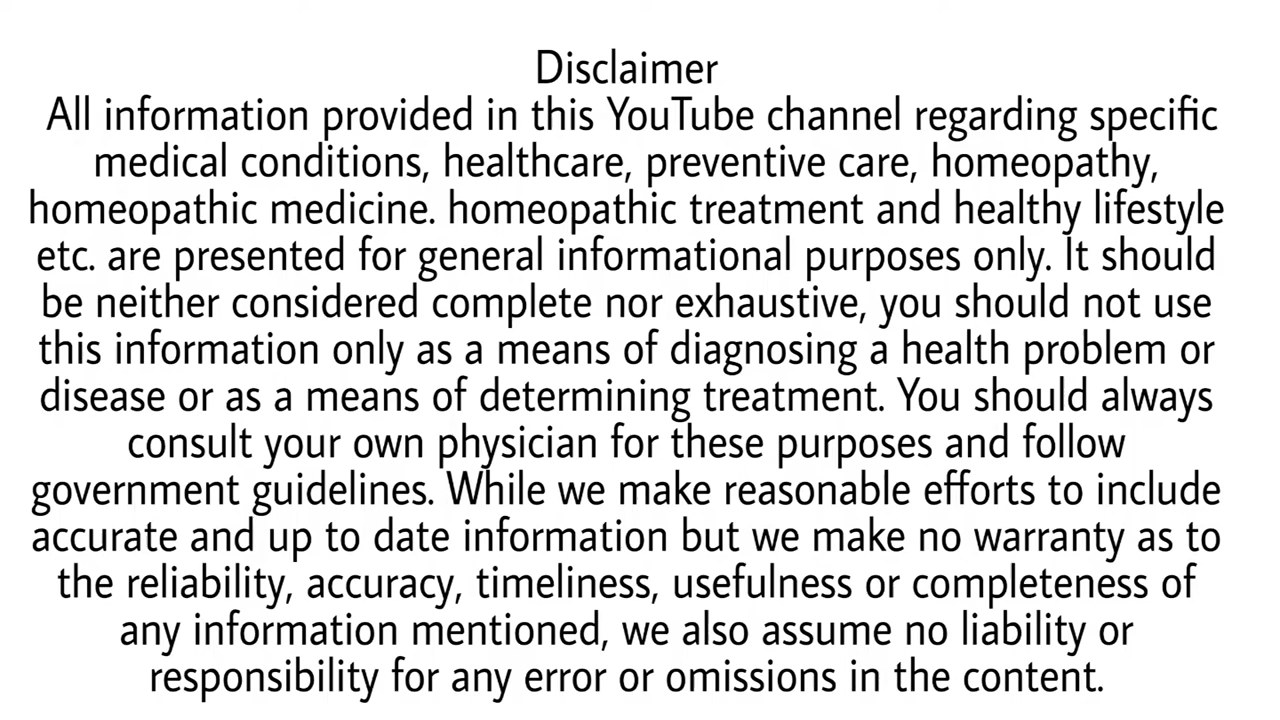 Disclaimer
All information provided in this YouTube channel regarding specific
medical conditions, healthcare, preventive care, homeopathy,
homeopathic medicine. homeopathic treatment and healthy lifestyle
etc. are presented for general informational purposes only. It should
be neither considered complete nor exhaustive, you should not use
this information only as a means of diagnosing a health problem or
disease or as a means of determining treatment. You should always
consult your own physician for these purposes and follow
government guidelines. While we make reasonable efforts to include
accurate and up to date information but we make no warranty as to
the reliability, accuracy, timeliness, usefulness or completeness of
any information mentioned, we also assume no liability or
responsibility for any error or omissions in the content.